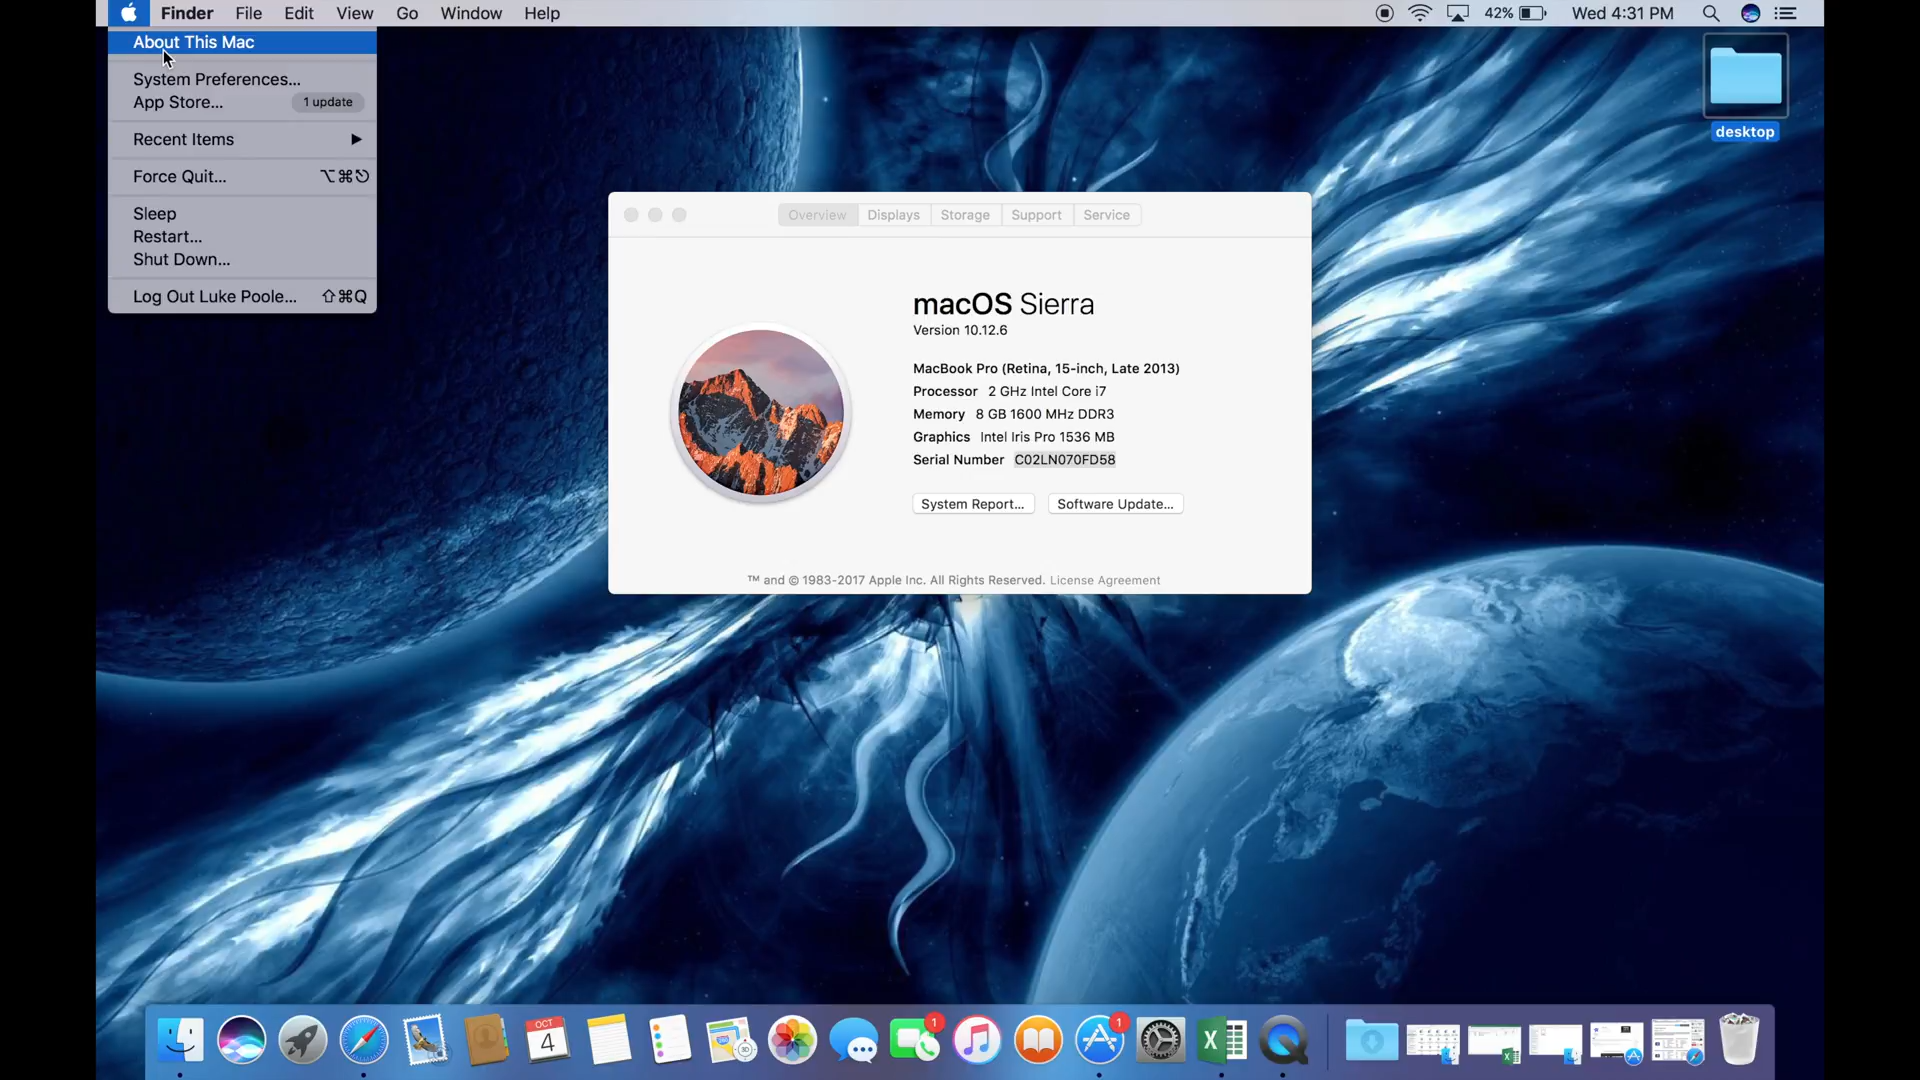 Finder File Edit View Go Window Help 42% Wed 4:31 PM
About This Mac
System Preferences...
App Store... 1 update
Recent Items ▶
Force Quit... ⌥⌘⎋
Sleep
Restart...
Shut Down...
Log Out Luke Poole... ⇧⌘Q
desktop
Overview Displays Storage Support Service
macOS Sierra
Version 10.12.6
MacBook Pro (Retina, 15-inch, Late 2013)
Processor 2 GHz Intel Core i7
Memory 8 GB 1600 MHz DDR3
Graphics Intel Iris Pro 1536 MB
Serial Number C02LN070FD58
System Report... Software Update...
™ and © 1983-2017 Apple Inc. All Rights Reserved. License Agreement
OCT
4
3D
1
1